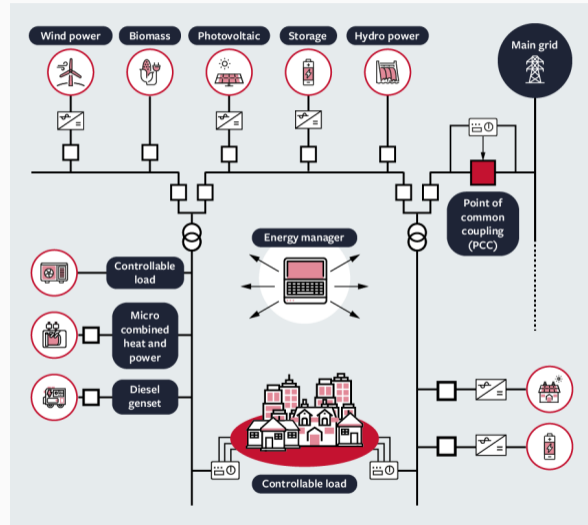 Wind power
Biomass
Photovoltaic
Storage
Hydro power
Main grid
Point of
common
coupling
(PCC)
Energy manager
Controllable
load
Micro
combined
heat and
power
Diesel
genset
Controllable load